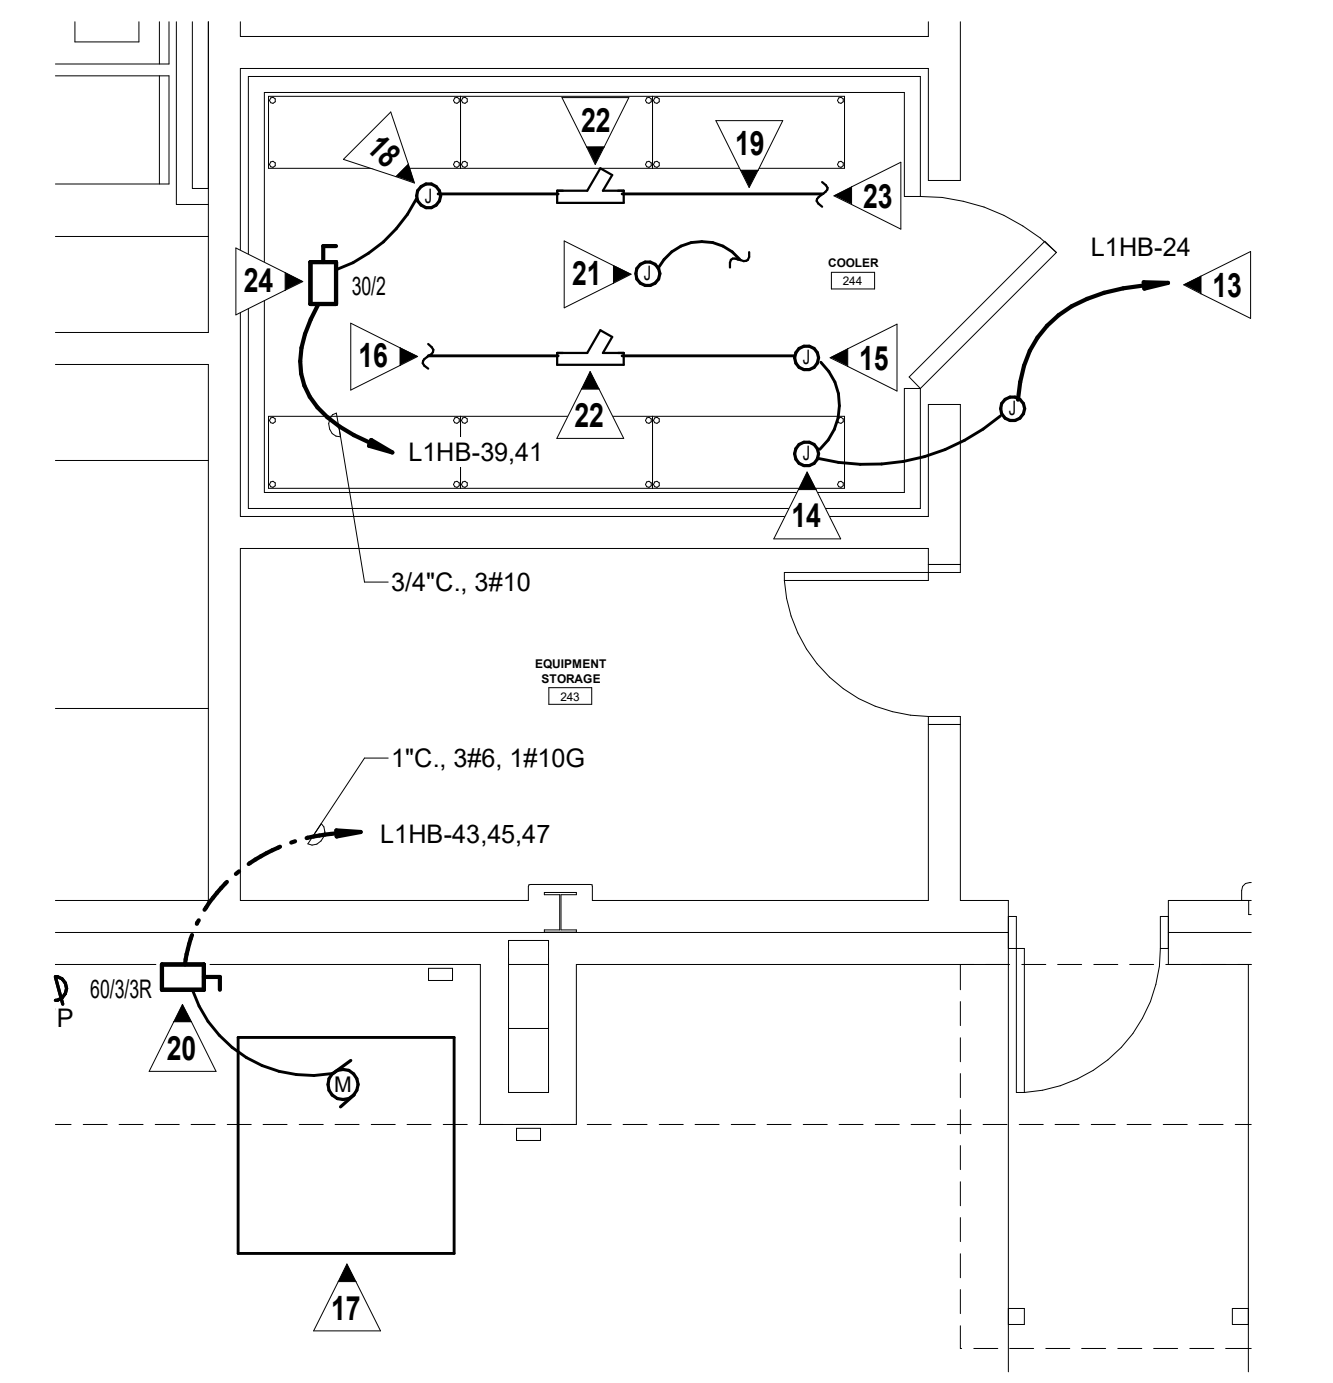 22
19
18
J
23
L1HB-24
COOLER
244
24
30/2
21
J
13
16
15
J
22
J
L1HB-39,41
J
14
3/4"C., 3#10
EQUIPMENT
STORAGE
243
1"C., 3#6, 1#10G
L1HB-43,45,47
60/3/3R
P
20
M
17